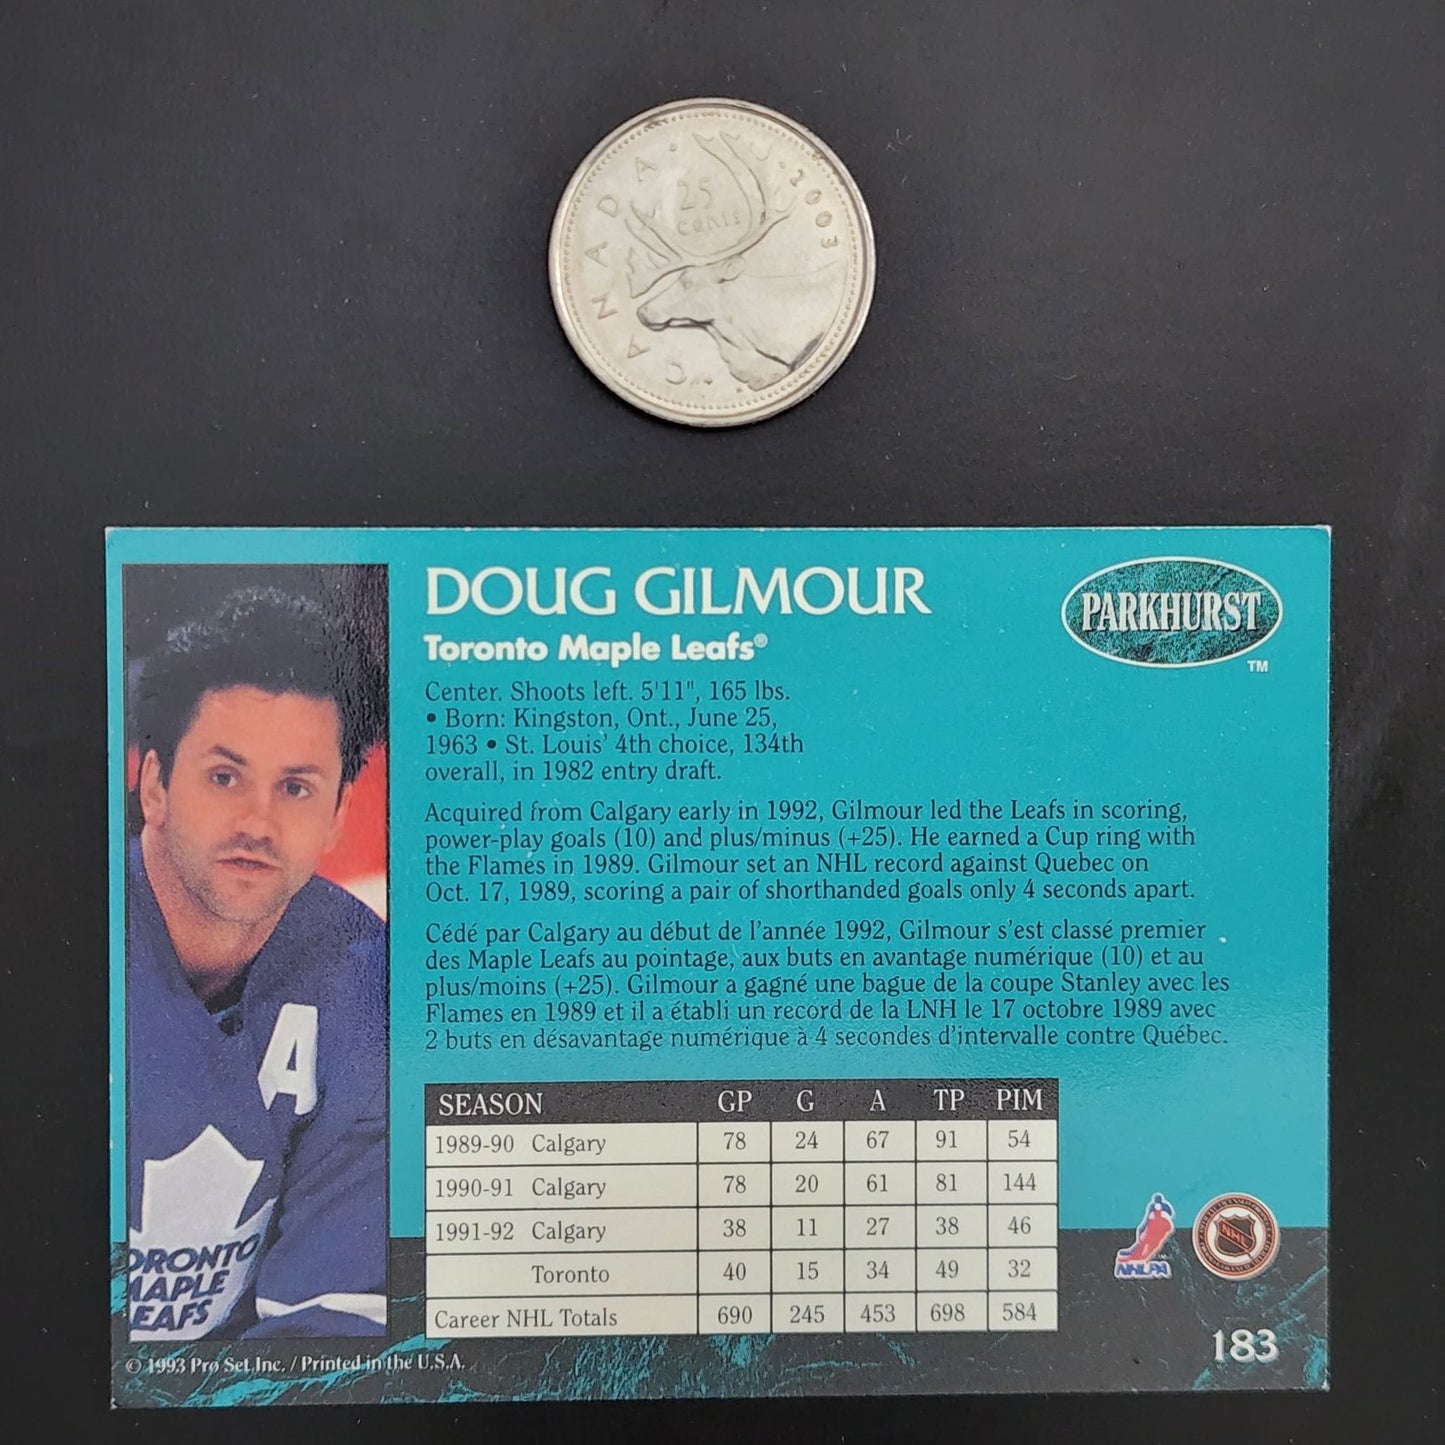 CANADA
25
cents
2003
DOUG GILMOUR
PARKHURST
TM
Toronto Maple Leafs®
Center. Shoots left. 5'11", 165 lbs.
• Born: Kingston, Ont., June 25,
1963 • St. Louis' 4th choice, 134th
overall, in 1982 entry draft.
Acquired from Calgary early in 1992, Gilmour led the Leafs in scoring,
power-play goals (10) and plus/minus (+25). He earned a Cup ring with
the Flames in 1989. Gilmour set an NHL record against Quebec on
Oct. 17, 1989, scoring a pair of shorthanded goals only 4 seconds apart.
Cédé par Calgary au début de l'année 1992, Gilmour s'est classé premier
des Maple Leafs au pointage, aux buts en avantage numérique (10) et au
plus/moins (+25). Gilmour a gagné une bague de la coupe Stanley avec les
Flames en 1989 et il a établi un record de la LNH le 17 octobre 1989 avec
2 buts en désavantage numérique à 4 secondes d'intervalle contre Québec.
SEASON GP G A TP PIM
1989-90 Calgary 78 24 67 91 54
1990-91 Calgary 78 20 61 81 144
1991-92 Calgary 38 11 27 38 46
Toronto 40 15 34 49 32
Career NHL Totals 690 245 453 698 584
A
ORONTO
MAPLE
EAFS
NHLPA
NHL
183
© 1993 Pro Set Inc. / Printed in the U.S.A.